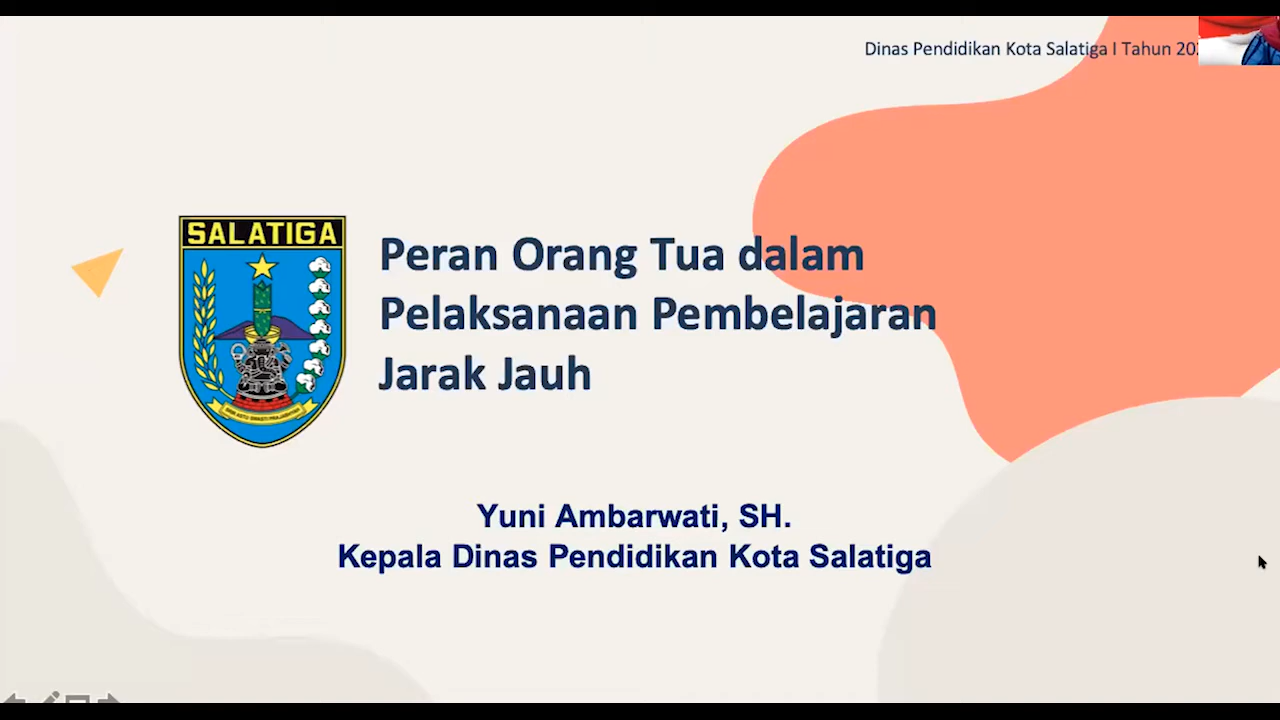 Dinas Pendidikan Kota Salatiga I Tahun
SALATIGA
Peran Orang Tua dalam
Pelaksanaan Pembelajaran
Jarak Jauh
Yuni Ambarwati, SH.
Kepala Dinas Pendidikan Kota Salatiga